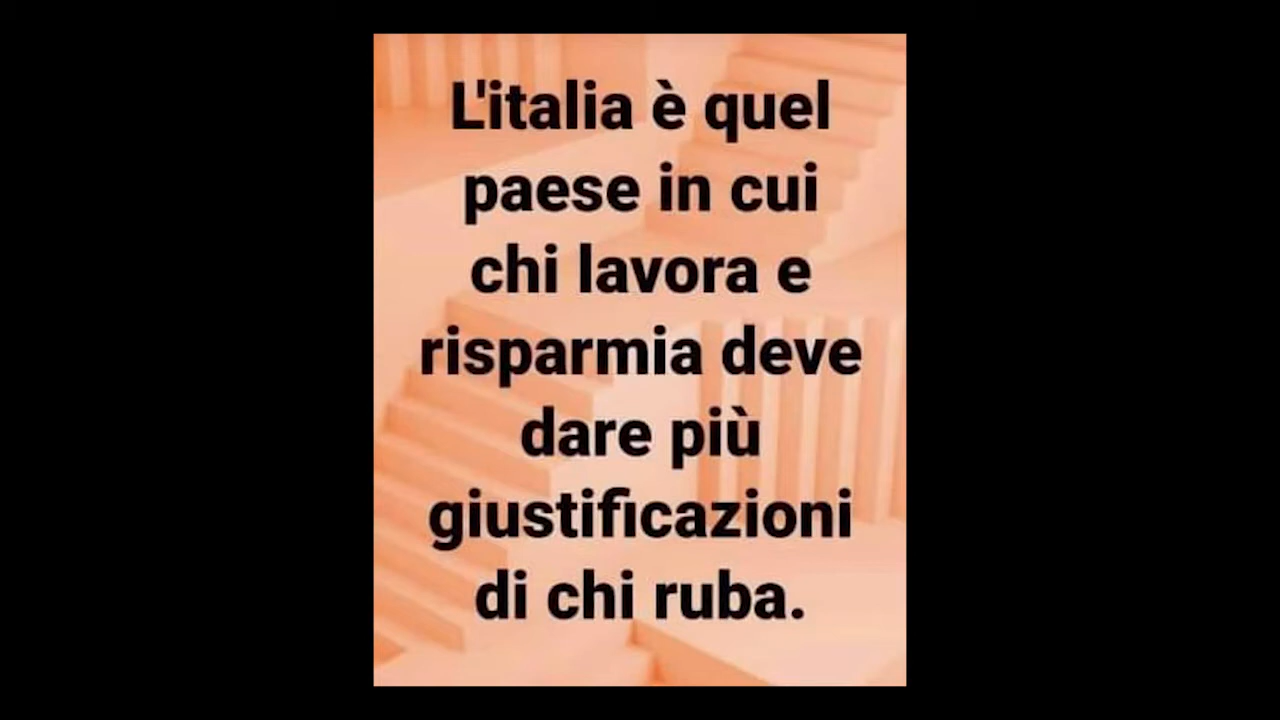 L'italia è quel
paese in cui
chi lavora e
risparmia deve
dare più
giustificazioni
di chi ruba.